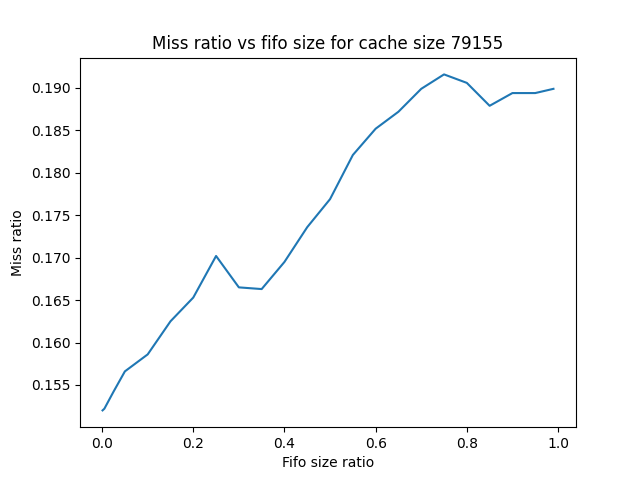 Miss ratio vs fifo size for cache size 79155
0.190
0.185
0.180
0.175
0.170
0.165
0.160
0.155
Miss ratio
0.0 0.2 0.4 0.6 0.8 1.0
Fifo size ratio